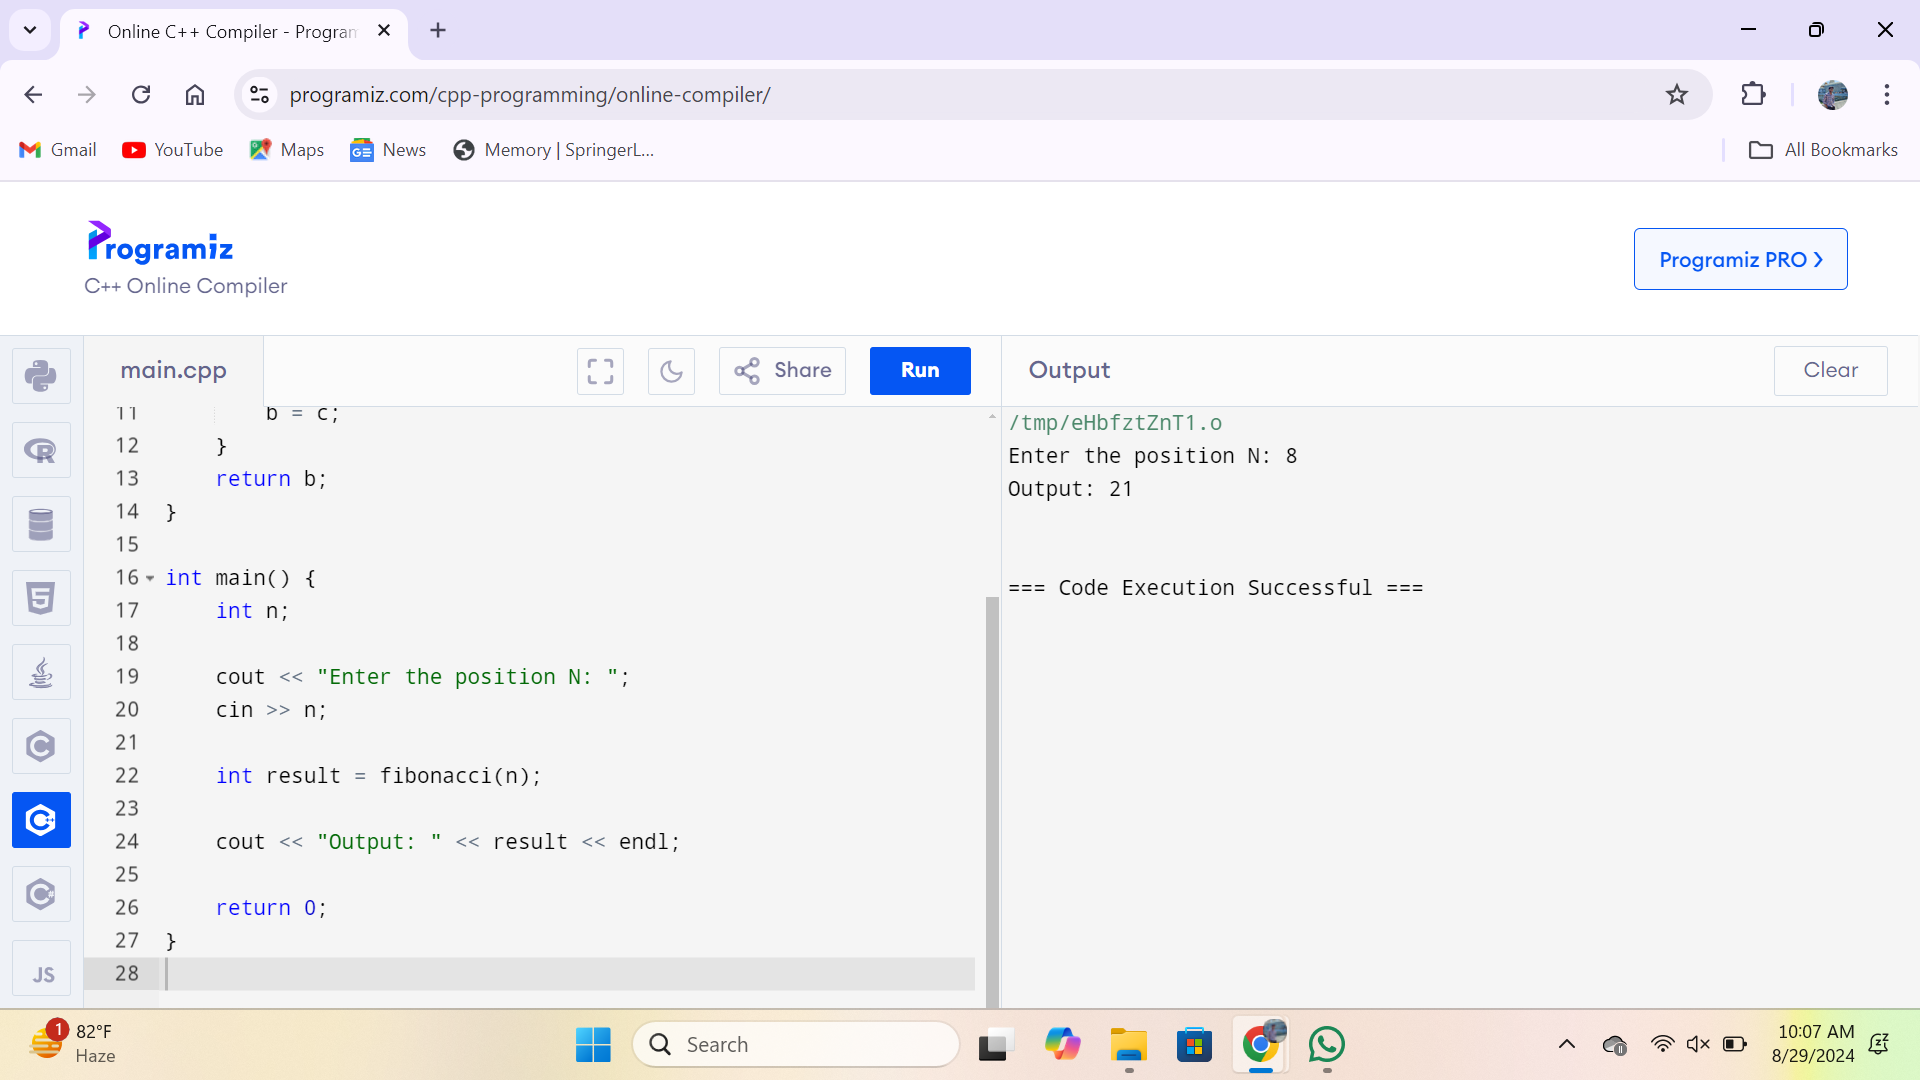 Online C++ Compiler - Program
programiz.com/cpp-programming/online-compiler/
Gmail
YouTube
Maps
News
Memory | SpringerL...
All Bookmarks
Programiz
C++ Online Compiler
Programiz PRO ›
main.cpp
Share
Run
Output
Clear
11 b = c;
12 }
13 return b;
14 }
15
16 int main() {
17 int n;
18
19 cout << "Enter the position N: ";
20 cin >> n;
21
22 int result = fibonacci(n);
23
24 cout << "Output: " << result << endl;
25
26 return 0;
27 }
28
/tmp/eHbfztZnT1.o
Enter the position N: 8
Output: 21
=== Code Execution Successful ===
JS
1
82°F
Haze
Search
10:07 AM
8/29/2024